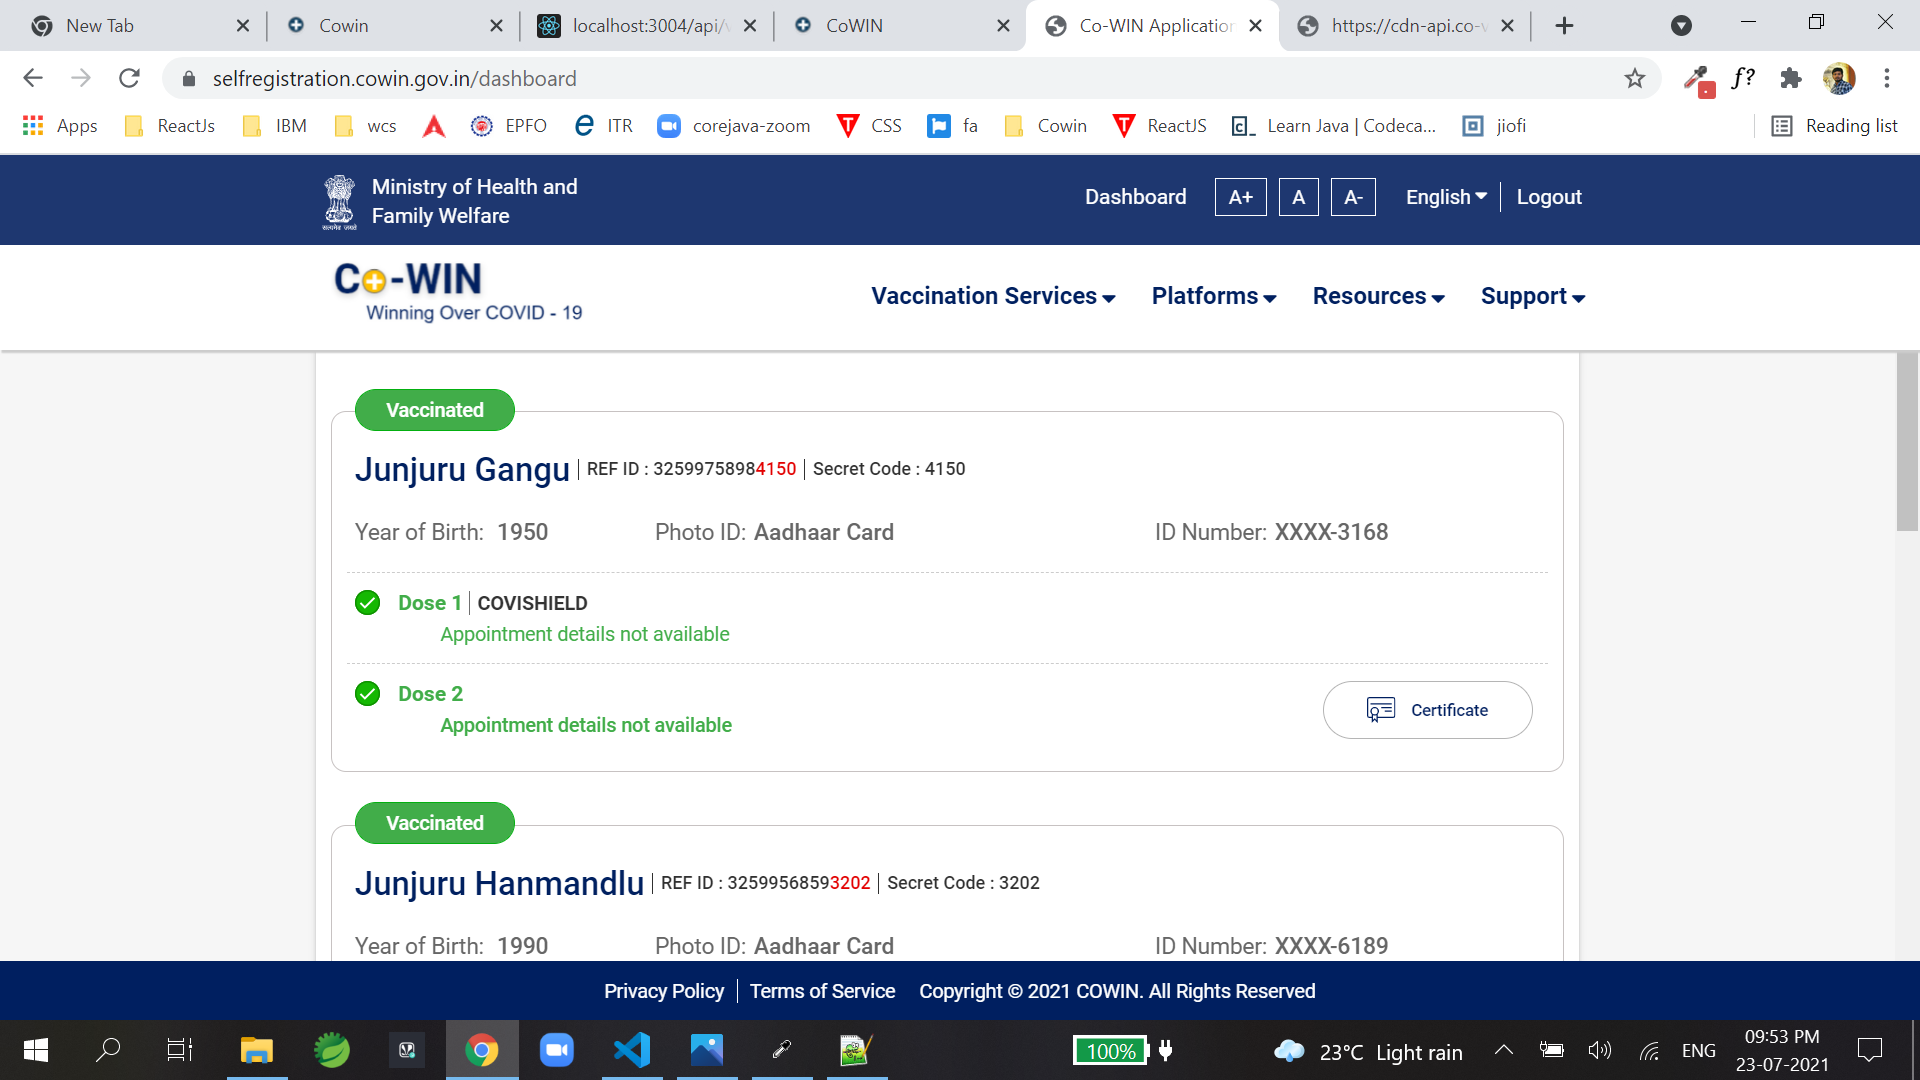 New Tab
Cowin
localhost:3004/api/v
CoWIN
Co-WIN Application
https://cdn-api.co-v
selfregistration.cowin.gov.in/dashboard
f?
Apps
ReactJs
IBM
wcs
EPFO
ITR
corejava-zoom
CSS
fa
Cowin
ReactJS
Learn Java | Codeca...
jiofi
Reading list
Ministry of Health and
Family Welfare
सत्यमेव जयते
Dashboard
A+
A
A-
English
Logout
Co-WIN
Winning Over COVID - 19
Vaccination Services
Platforms
Resources
Support
Vaccinated
Junjuru Gangu | REF ID : 32599758984150 | Secret Code : 4150
Year of Birth: 1950 Photo ID: Aadhaar Card ID Number: XXXX-3168
Dose 1 | COVISHIELD
Appointment details not available
Dose 2
Appointment details not available
Certificate
Vaccinated
Junjuru Hanmandlu | REF ID : 32599568593202 | Secret Code : 3202
Year of Birth: 1990 Photo ID: Aadhaar Card ID Number: XXXX-6189
Privacy Policy | Terms of Service Copyright © 2021 COWIN. All Rights Reserved
100%
23°C Light rain
ENG
09:53 PM
23-07-2021